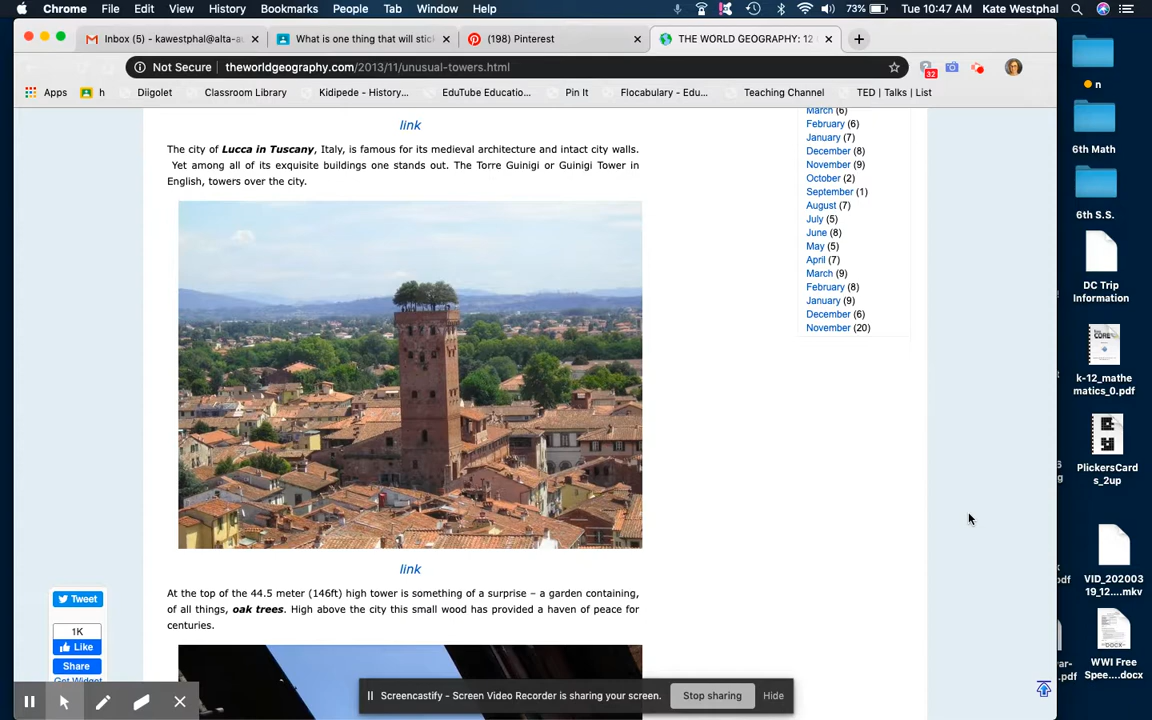 Chrome File Edit View History Bookmarks People Tab Window Help 73% Tue 10:47 AM Kate Westphal
Inbox (5) - kawestphal@alta-au
What is one thing that will stick
(198) Pinterest
THE WORLD GEOGRAPHY: 12
Not Secure theworldgeography.com/2013/11/unusual-towers.html
32
Apps h Diigolet Classroom Library Kidipede - History... EduTube Educatio... Pin It Flocabulary - Edu... Teaching Channel TED | Talks | List
link
The city of Lucca in Tuscany, Italy, is famous for its medieval architecture and intact city walls.
Yet among all of its exquisite buildings one stands out. The Torre Guinigi or Guinigi Tower in
English, towers over the city.
link
At the top of the 44.5 meter (146ft) high tower is something of a surprise – a garden containing,
of all things, oak trees. High above the city this small wood has provided a haven of peace for
centuries.
March (6)
February (6)
January (7)
December (8)
November (9)
October (2)
September (1)
August (7)
July (5)
June (8)
May (5)
April (7)
March (9)
February (8)
January (9)
December (6)
November (20)
Tweet
1K
Like
Share
Get Widget
Screencastify - Screen Video Recorder is sharing your screen.
Stop sharing
Hide
n
6th Math
6th S.S.
DC Trip
Information
k-12_mathe
matics_0.pdf
PlickersCard
s_2up
VID_202003
19_12....mkv
WWI Free
Spee....docx